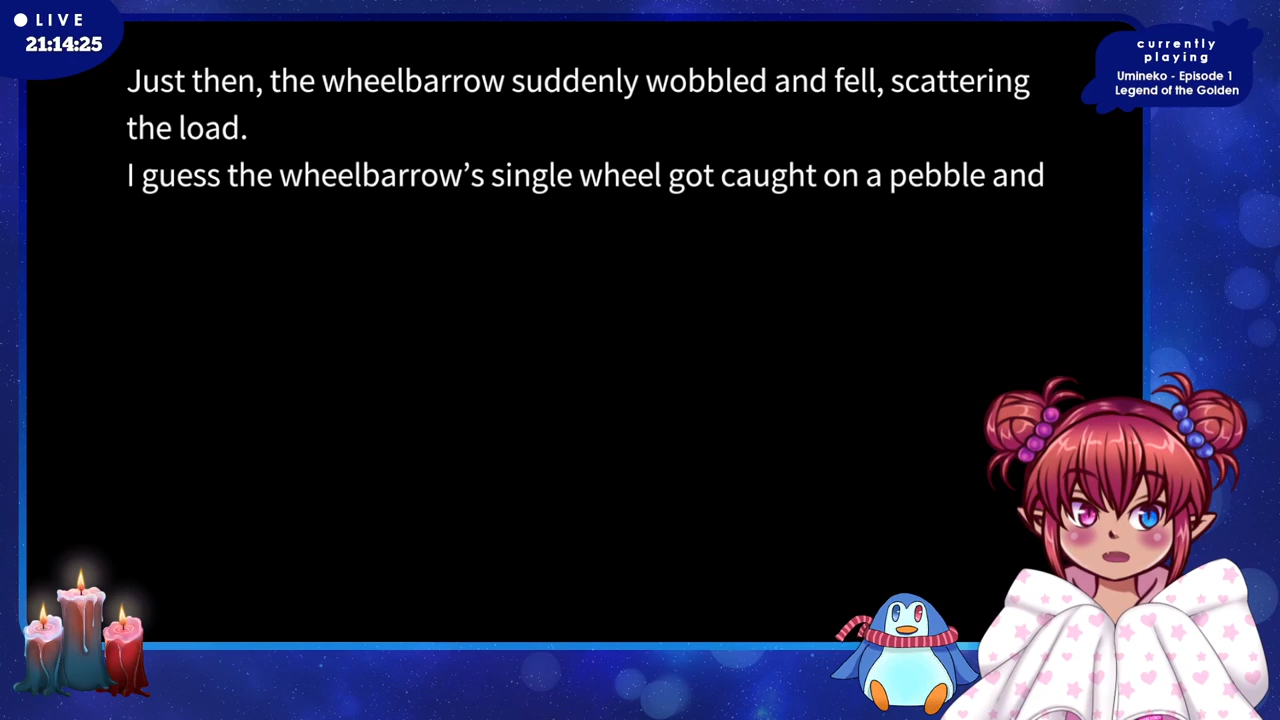 LIVE
21:14:25
currently
playing
Umineko - Episode 1
Legend of the Golden
Just then, the wheelbarrow suddenly wobbled and fell, scattering
the load.
I guess the wheelbarrow’s single wheel got caught on a pebble and